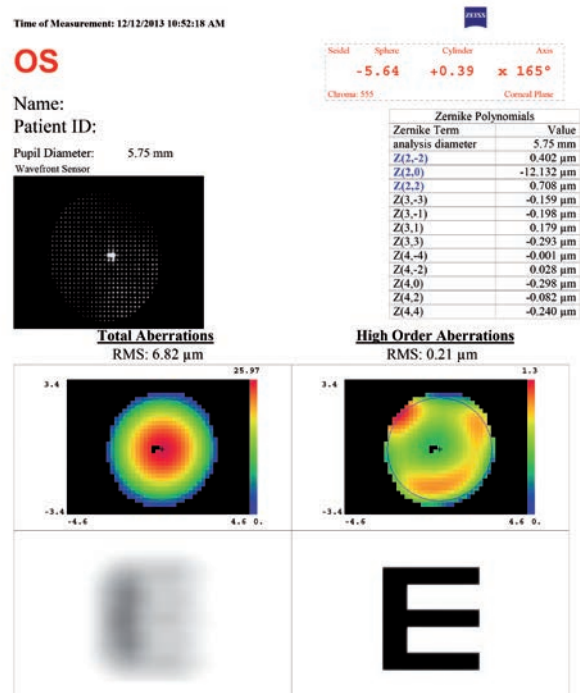 ZEISS
Time of Measurement: 12/12/2013 10:52:18 AM
OS
Seidel Sphere Cylinder Axis
-5.64 +0.39 x 165°
Chroma: 555 Corneal Plane
Name:
Patient ID:
Pupil Diameter: 5.75 mm
Wavefront Sensor
Zernike Polynomials
Zernike Term Value
analysis diameter 5.75 mm
Z(2,-2) 0.402 µm
Z(2,0) -12.132 µm
Z(2,2) 0.708 µm
Z(3,-3) -0.159 µm
Z(3,-1) -0.198 µm
Z(3,1) 0.179 µm
Z(3,3) -0.293 µm
Z(4,-4) -0.001 µm
Z(4,-2) 0.028 µm
Z(4,0) -0.298 µm
Z(4,2) -0.082 µm
Z(4,4) -0.240 µm
Total Aberrations
RMS: 6.82 µm
25.97
3.4
-3.4
-4.6 4.6 0.
High Order Aberrations
RMS: 0.21 µm
1.3
3.4
-3.4
-4.6 4.6 0.
E
E